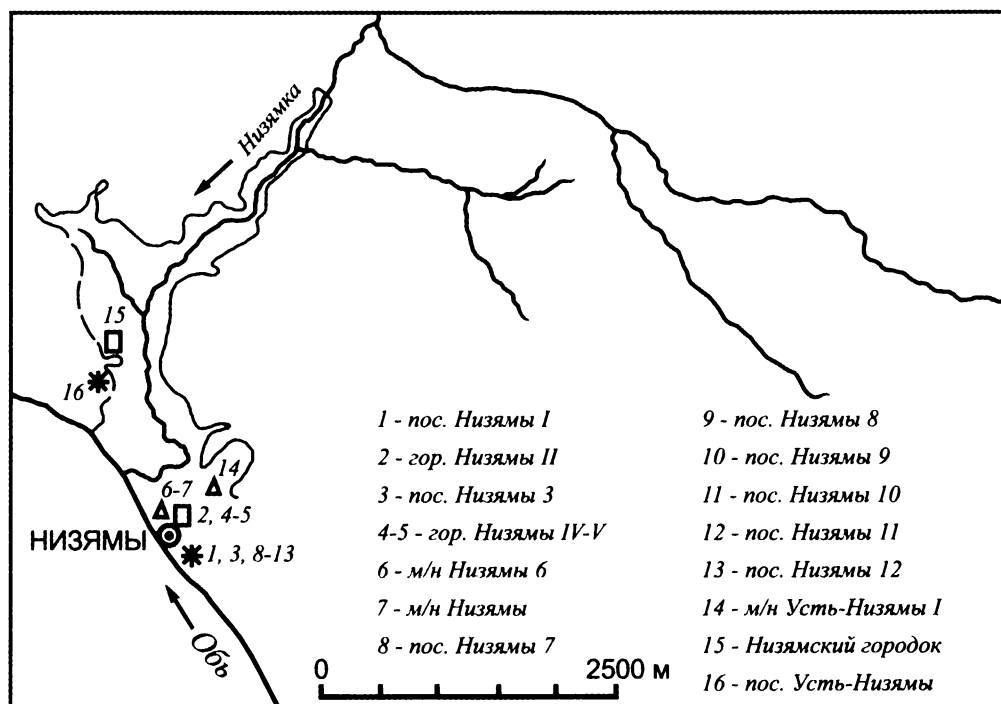 Низямка
15
16
14
6-7
2, 4-5
НИЗЯМЫ
1, 3, 8-13
Обь
1 - пос. Низямы I
2 - гор. Низямы II
3 - пос. Низямы 3
4-5 - гор. Низямы IV-V
6 - м/н Низямы 6
7 - м/н Низямы
8 - пос. Низямы 7
9 - пос. Низямы 8
10 - пос. Низямы 9
11 - пос. Низямы 10
12 - пос. Низямы 11
13 - пос. Низямы 12
14 - м/н Усть-Низямы I
15 - Низямский городок
16 - пос. Усть-Низямы
0 2500 м